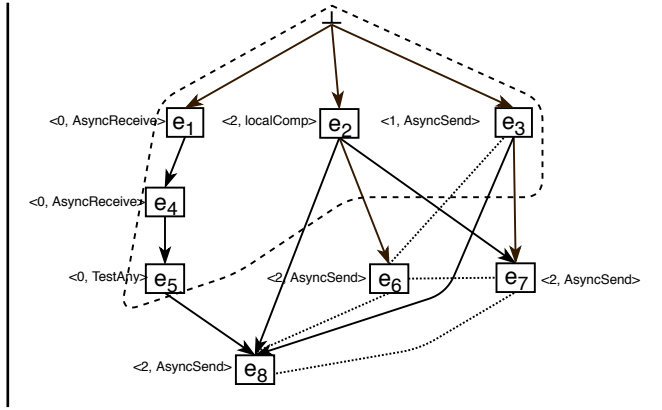 ⊥
<0, AsyncReceive> e1 <2, localComp> e2 <1, AsyncSend> e3
<0, AsyncReceive> e4
<0, TestAny> e5 <2, AsyncSend> e6 e7 <2, AsyncSend>
<2, AsyncSend> e8